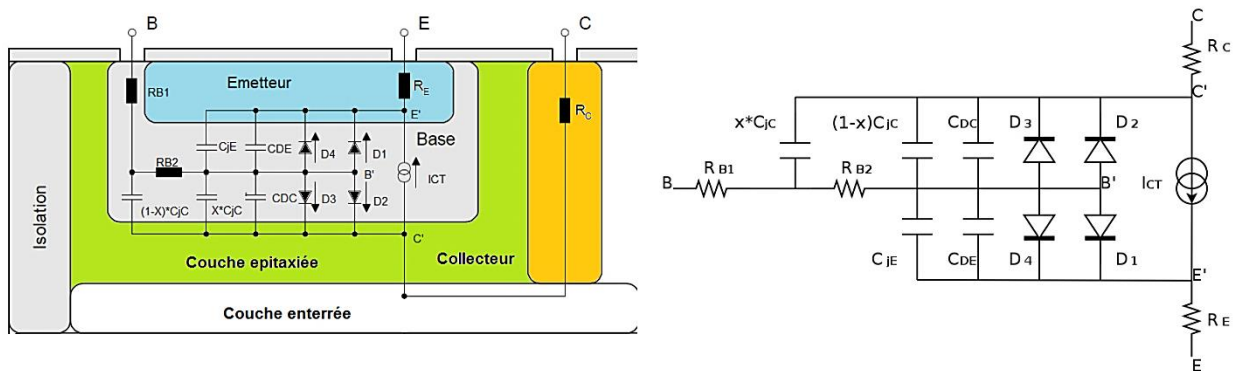 B
E
C
Emetteur
RB1
RE
RC
E'
Base
CjE
CDE
D4
D1
RB2
B'
ICT
(1-X)*CjC
X*CjC
CDC
D3
D2
C'
Isolation
Couche epitaxiée
Collecteur
Couche enterrée
C
RC
C'
x*CjC
(1-x)CjC
CDC
D3
D2
RB1
RB2
B
B'
ICT
CjE
CDE
D4
D1
E'
RE
E